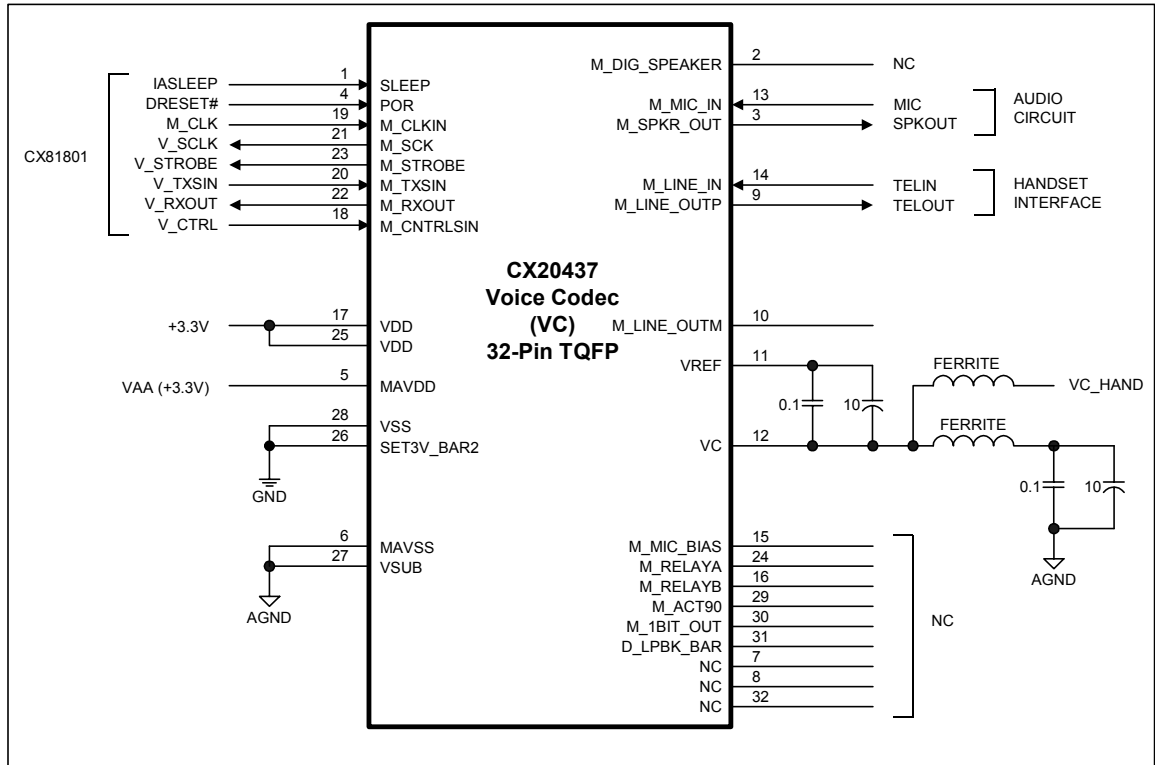 CX81801
IASLEEP 1 SLEEP
DRESET# 4 POR
M_CLK 19 M_CLKIN
V_SCLK 21 M_SCK
V_STROBE 23 M_STROBE
V_TXSIN 20 M_TXSIN
V_RXOUT 22 M_RXOUT
V_CTRL 18 M_CNTRLSIN
+3.3V 17 VDD
25 VDD
VAA (+3.3V) 5 MAVDD
28 VSS
26 SET3V_BAR2
GND
6 MAVSS
27 VSUB
AGND
CX20437
Voice Codec
(VC)
32-Pin TQFP
M_DIG_SPEAKER 2 NC
M_MIC_IN 13 MIC
M_SPKR_OUT 3 SPKOUT
AUDIO
CIRCUIT
M_LINE_IN 14 TELIN
M_LINE_OUTP 9 TELOUT
HANDSET
INTERFACE
M_LINE_OUTM 10
VREF 11
FERRITE
VC_HAND
0.1 10
FERRITE
VC 12
0.1 10
AGND
M_MIC_BIAS 15
M_RELAYA 24
M_RELAYB 16
M_ACT90 29
M_1BIT_OUT 30
D_LPBK_BAR 31
NC 7
NC 8
NC 32
NC